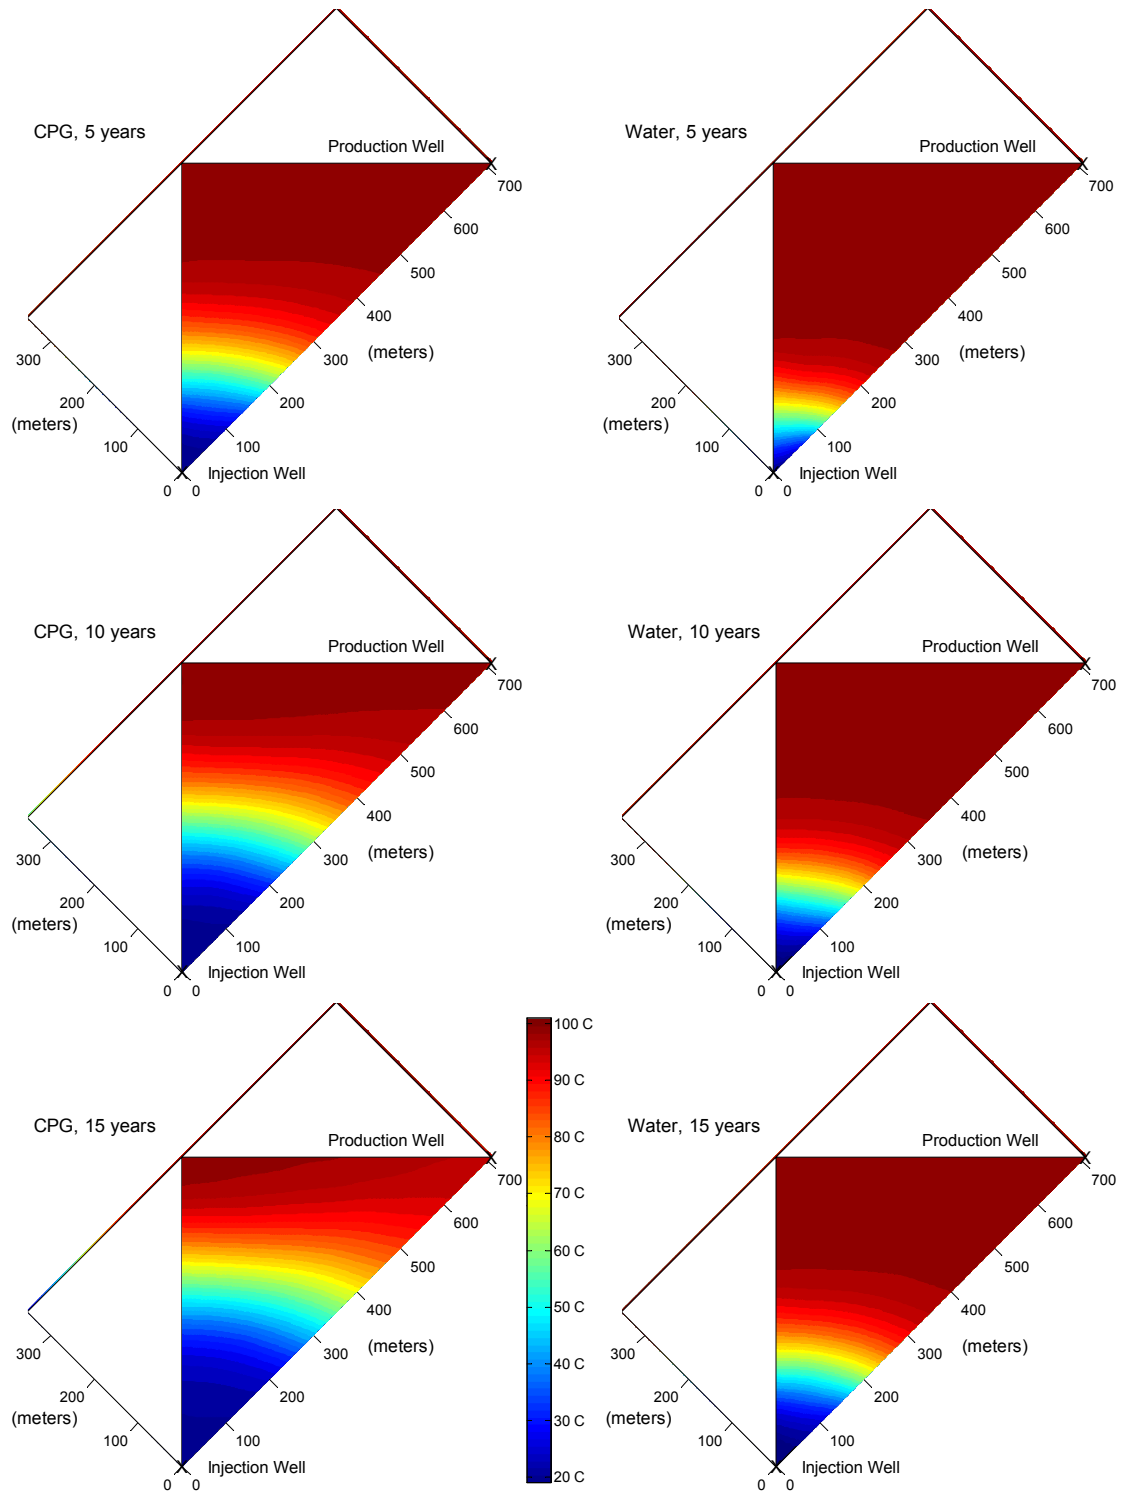 CPG, 5 years
Production Well
X
700
600
500
400
300
(meters)
200
100
Injection Well
X
0 0
300
200
(meters)
100
Water, 5 years
Production Well
X
700
600
500
400
300
(meters)
200
100
Injection Well
X
0 0
300
200
(meters)
100
CPG, 10 years
Production Well
X
700
600
500
400
300
(meters)
200
100
Injection Well
X
0 0
300
200
(meters)
100
Water, 10 years
Production Well
X
700
600
500
400
300
(meters)
200
100
Injection Well
X
0 0
300
200
(meters)
100
CPG, 15 years
Production Well
X
700
600
500
400
300
(meters)
200
100
Injection Well
X
0 0
300
200
(meters)
100
100 C
90 C
80 C
70 C
60 C
50 C
40 C
30 C
20 C
Water, 15 years
Production Well
X
700
600
500
400
300
(meters)
200
100
Injection Well
X
0 0
300
200
(meters)
100